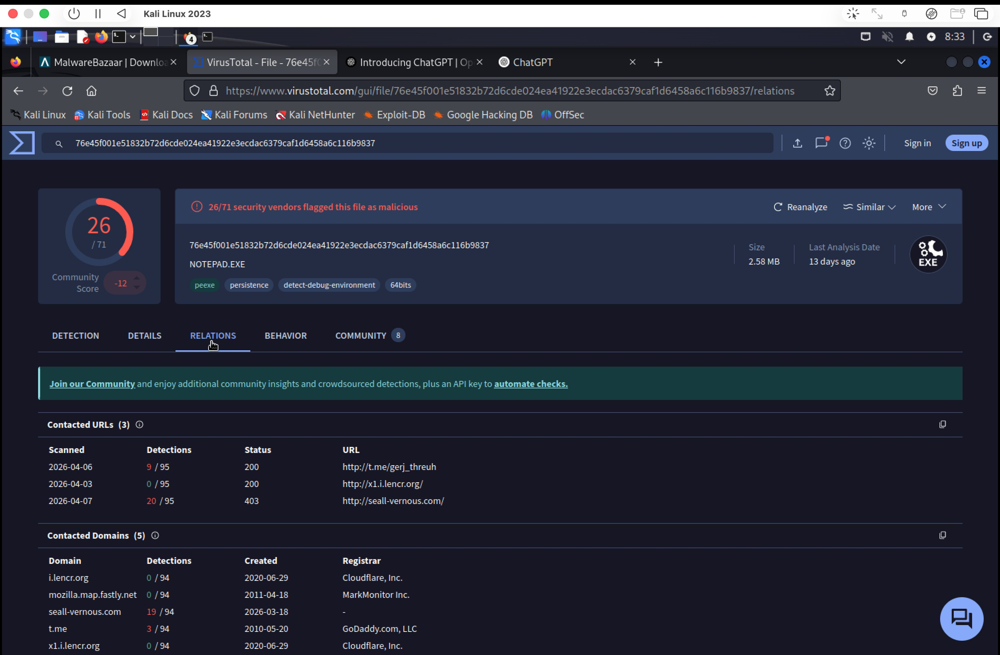 Kali Linux 2023
4
8:33
MalwareBazaar | Downloa
VirusTotal - File - 76e45f0
Introducing ChatGPT | Op
ChatGPT
https://www.virustotal.com/gui/file/76e45f001e51832b72d6cde024ea41922e3ecdac6379caf1d6458a6c116b9837/relations
Kali Linux Kali Tools Kali Docs Kali Forums Kali NetHunter Exploit-DB Google Hacking DB OffSec
76e45f001e51832b72d6cde024ea41922e3ecdac6379caf1d6458a6c116b9837
Sign in Sign up
26
/ 71
Community
Score
-12
26/71 security vendors flagged this file as malicious
Reanalyze Similar More
76e45f001e51832b72d6cde024ea41922e3ecdac6379caf1d6458a6c116b9837
NOTEPAD.EXE
peexe persistence detect-debug-environment 64bits
Size
2.58 MB
Last Analysis Date
13 days ago
EXE
DETECTION DETAILS RELATIONS BEHAVIOR COMMUNITY 8
Join our Community and enjoy additional community insights and crowdsourced detections, plus an API key to automate checks.
Contacted URLs (3)
Scanned Detections Status URL
2026-04-06 9 / 95 200 http://t.me/gerj_threuh
2026-04-03 0 / 95 200 http://x1.i.lencr.org/
2026-04-07 20 / 95 403 http://seall-vernous.com/
Contacted Domains (5)
Domain Detections Created Registrar
i.lencr.org 0 / 94 2020-06-29 Cloudflare, Inc.
mozilla.map.fastly.net 0 / 94 2011-04-18 MarkMonitor Inc.
seall-vernous.com 19 / 94 2026-03-18 -
t.me 3 / 94 2010-05-20 GoDaddy.com, LLC
x1.i.lencr.org 0 / 94 2020-06-29 Cloudflare, Inc.